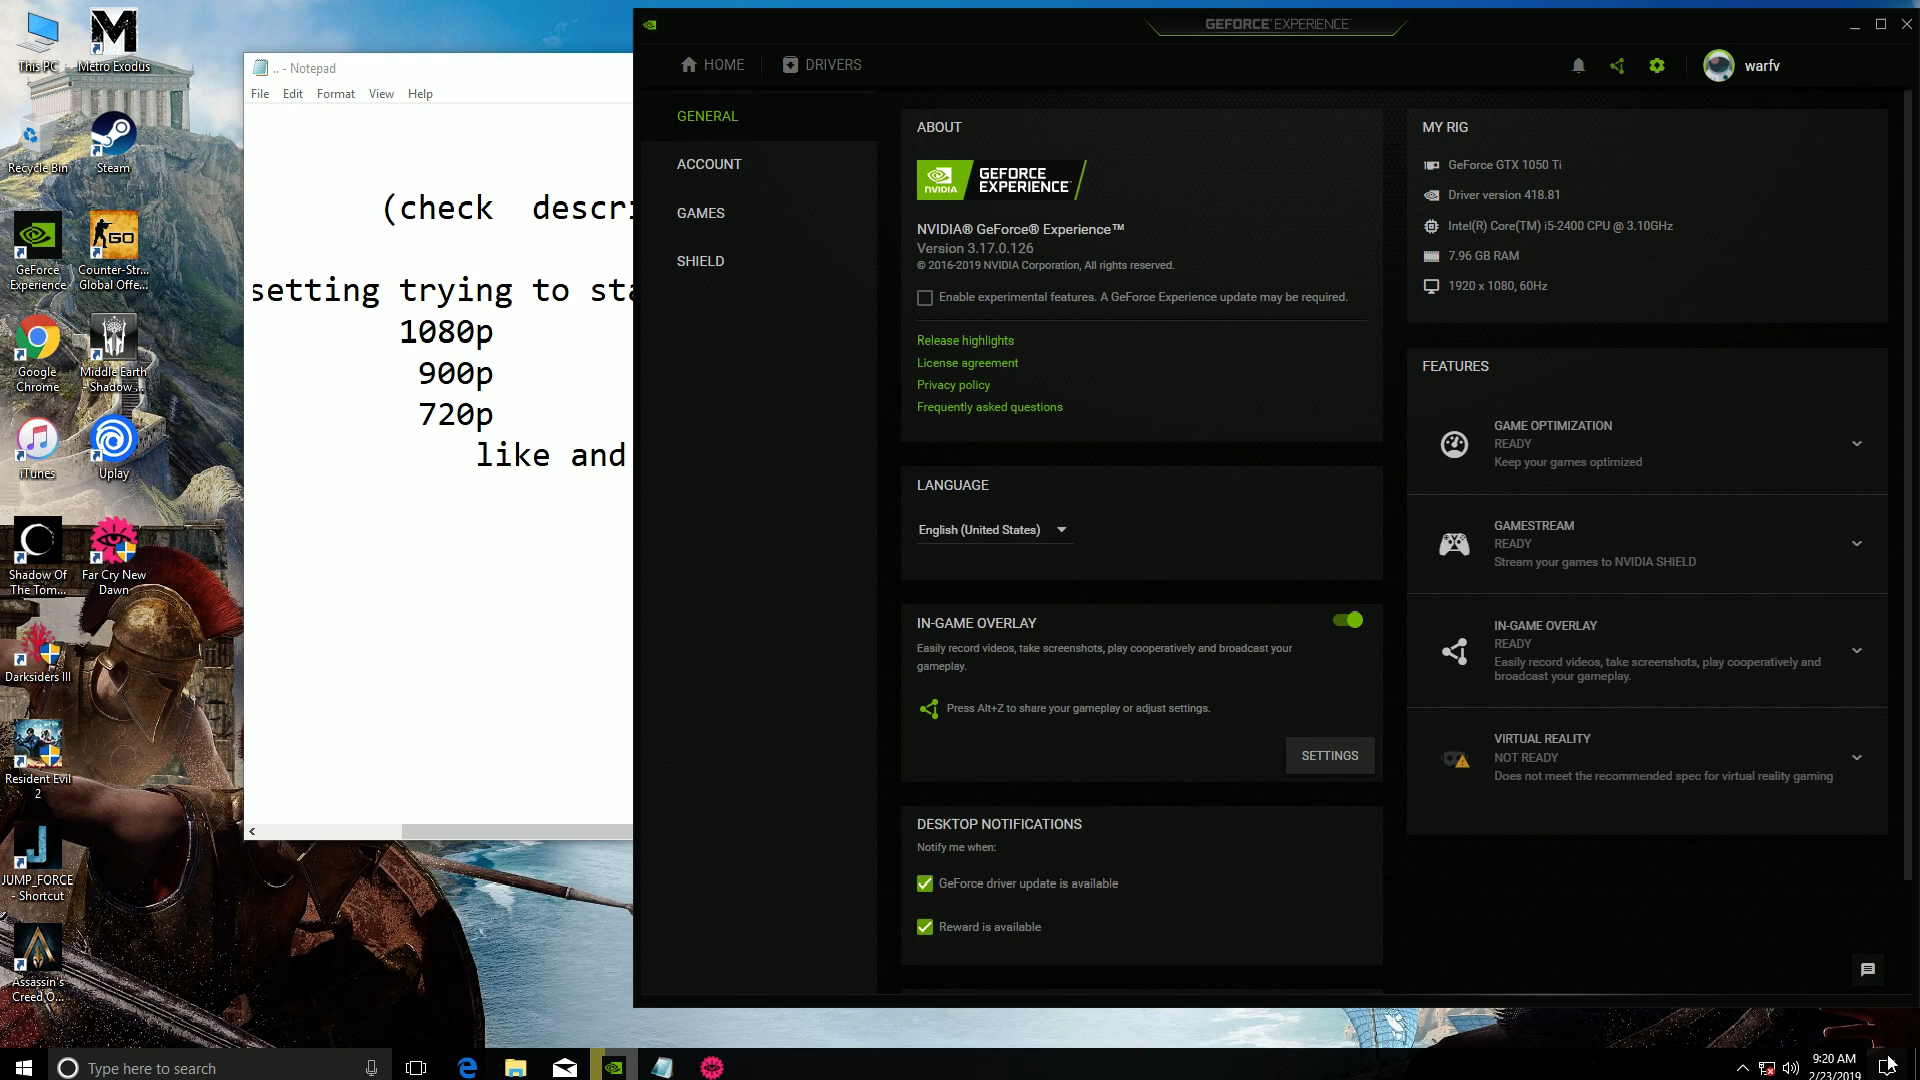 This PC
Metro Exodus
Recycle Bin
Steam
GeForce Experience
Counter-Str... Global Offe...
Google Chrome
Middle Earth - Shadow ...
iTunes
Uplay
Shadow Of The Tom...
Far Cry New Dawn
Darksiders III
Resident Evil 2
JUMP_FORCE - Shortcut
Assassin's Creed O...
.. - Notepad
File Edit Format View Help
(check descri
setting trying to sta
1080p
900p
720p
like and
GEFORCE EXPERIENCE
HOME
DRIVERS
warfv
GENERAL
ACCOUNT
GAMES
SHIELD
ABOUT
NVIDIA GEFORCE EXPERIENCE
NVIDIA® GeForce® Experience™
Version 3.17.0.126
© 2016-2019 NVIDIA Corporation, All rights reserved.
Enable experimental features. A GeForce Experience update may be required.
Release highlights
License agreement
Privacy policy
Frequently asked questions
LANGUAGE
English (United States)
IN-GAME OVERLAY
Easily record videos, take screenshots, play cooperatively and broadcast your
gameplay.
Press Alt+Z to share your gameplay or adjust settings.
SETTINGS
DESKTOP NOTIFICATIONS
Notify me when:
GeForce driver update is available
Reward is available
MY RIG
GeForce GTX 1050 Ti
Driver version 418.81
Intel(R) Core(TM) i5-2400 CPU @ 3.10GHz
7.96 GB RAM
1920 x 1080, 60Hz
FEATURES
GAME OPTIMIZATION
READY
Keep your games optimized
GAMESTREAM
READY
Stream your games to NVIDIA SHIELD
IN-GAME OVERLAY
READY
Easily record videos, take screenshots, play cooperatively and
broadcast your gameplay.
VIRTUAL REALITY
NOT READY
Does not meet the recommended spec for virtual reality gaming
Type here to search
9:20 AM
2/23/2019